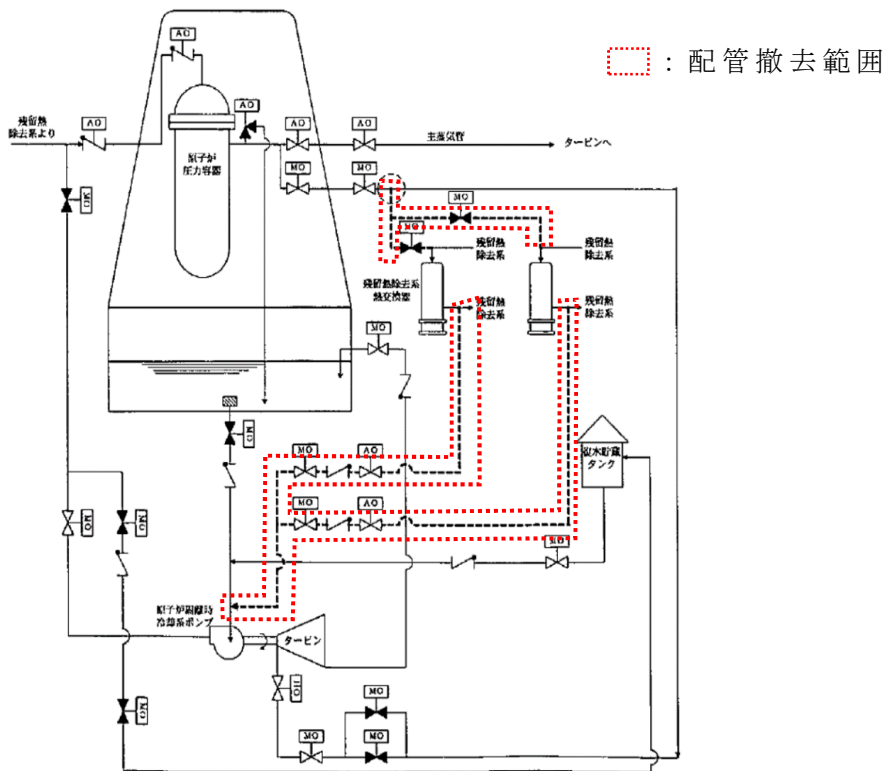 ：配管撤去範囲
AO
残留熱
除去系より
AO
AO
AO
AO
主蒸気管
タービンへ
原子炉
圧力容器
MO
MO
MO
MO
MO
残留熱
除去系
残留熱
除去系
残留熱除去系
熱交換器
残留熱
除去系
残留熱
除去系
MO
MO
MO
AO
復水貯蔵
タンク
MO
AO
MO
MO
MO
原子炉隔離時
冷却系ポンプ
タービン
HO
MO
MO
MO
MO